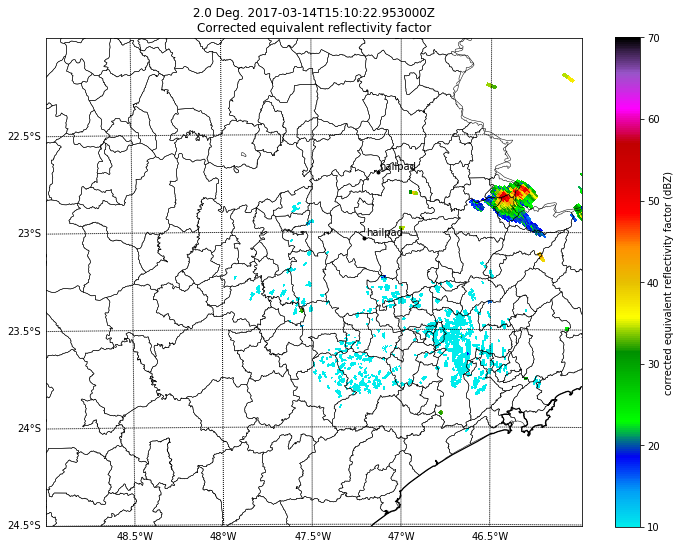 2.0 Deg. 2017-03-14T15:10:22.953000Z
Corrected equivalent reflectivity factor
22.5°S
23°S
23.5°S
24°S
24.5°S
48.5°W
48°W
47.5°W
47°W
46.5°W
hailpad
hailpad
70
60
50
40
30
20
10
corrected equivalent reflectivity factor (dBZ)